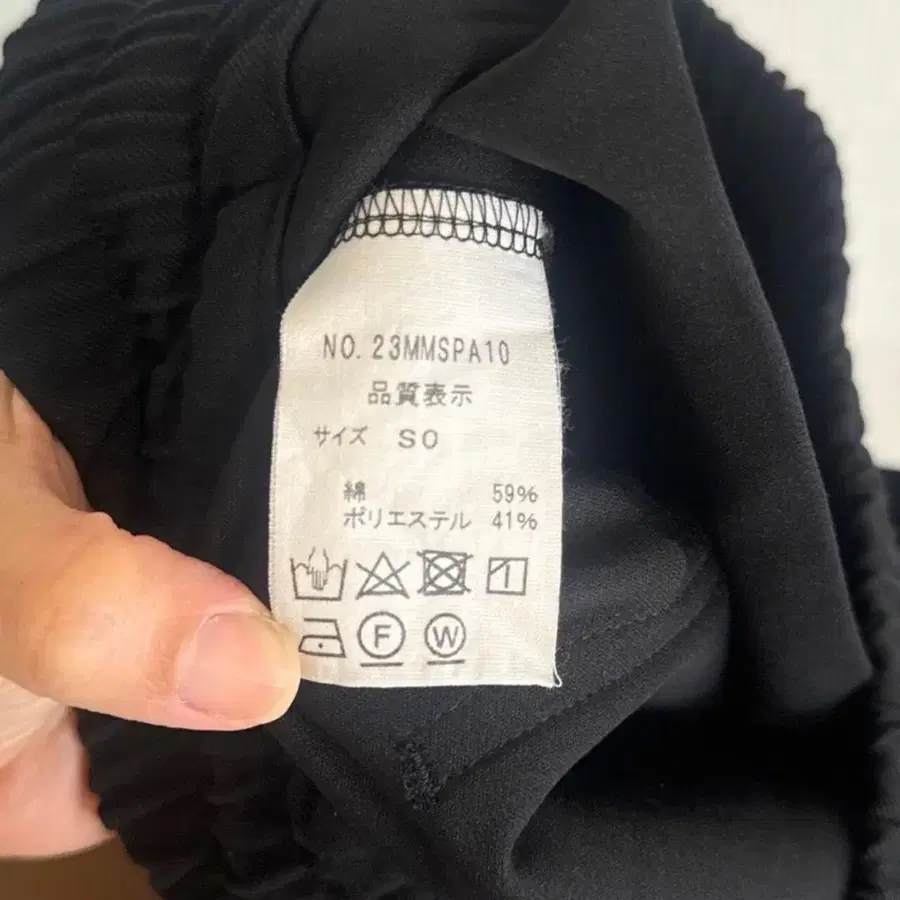 NO. 23MMSPA10
品質表示
サイズ SO
綿 59%
ポリエステル 41%
F W